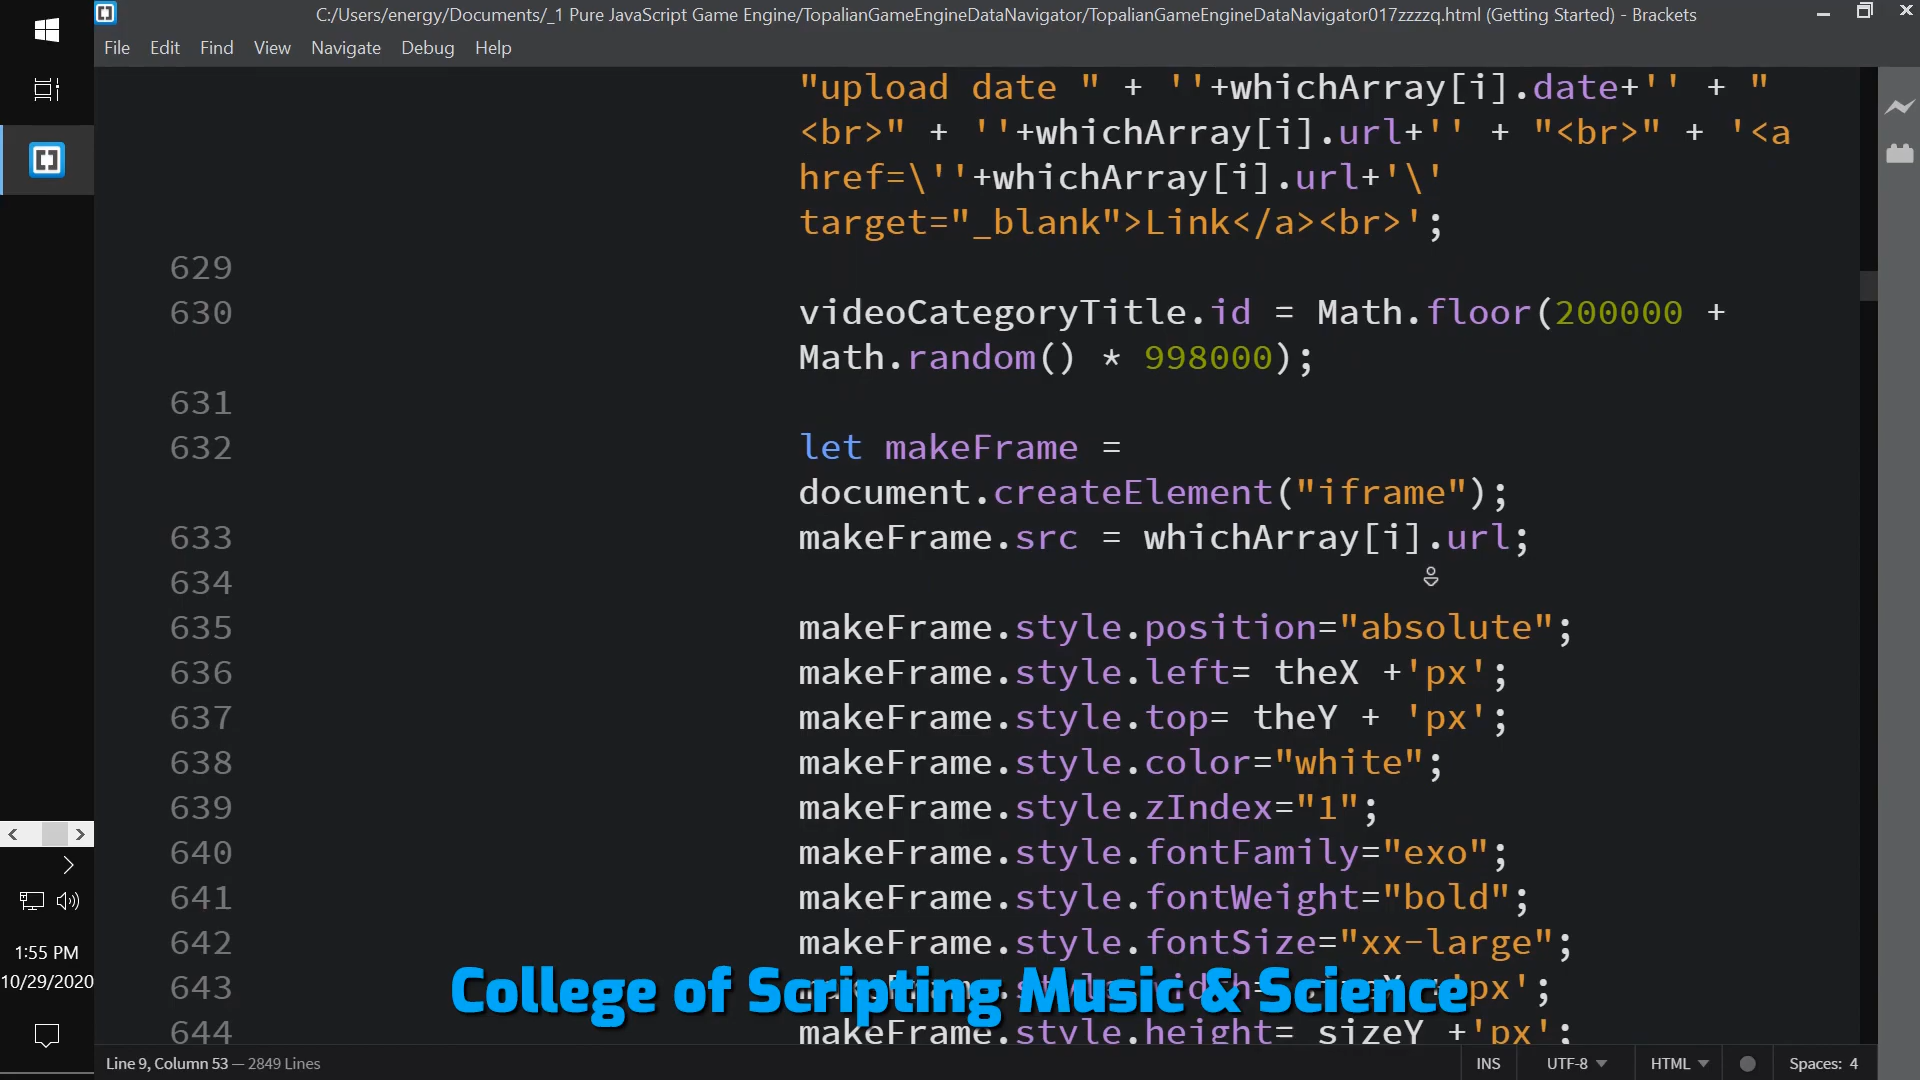 C:/Users/energy/Documents/_1 Pure JavaScript Game Engine/TopalianGameEngineDataNavigator/TopalianGameEngineDataNavigator017zzzzq.html (Getting Started) - Brackets
File Edit Find View Navigate Debug Help
"upload date " + ''+whichArray[i].date+'' + "
<br>" + ''+whichArray[i].url+'' + "<br>" + '<a
href=\''+whichArray[i].url+'\'
target="_blank">Link</a><br>';
629
630 videoCategoryTitle.id = Math.floor(200000 +
Math.random() * 998000);
631
632 let makeFrame =
document.createElement("iframe");
633 makeFrame.src = whichArray[i].url;
634
635 makeFrame.style.position="absolute";
636 makeFrame.style.left= theX +'px';
637 makeFrame.style.top= theY + 'px';
638 makeFrame.style.color="white";
639 makeFrame.style.zIndex="1";
640 makeFrame.style.fontFamily="exo";
641 makeFrame.style.fontWeight="bold";
642 makeFrame.style.fontSize="xx-large";
643 px';
College of Scripting Music & Science
644 makeFrame.style.height= sizeY +'px';
1:55 PM
10/29/2020
Line 9, Column 53 — 2849 Lines
INS UTF-8 HTML Spaces: 4